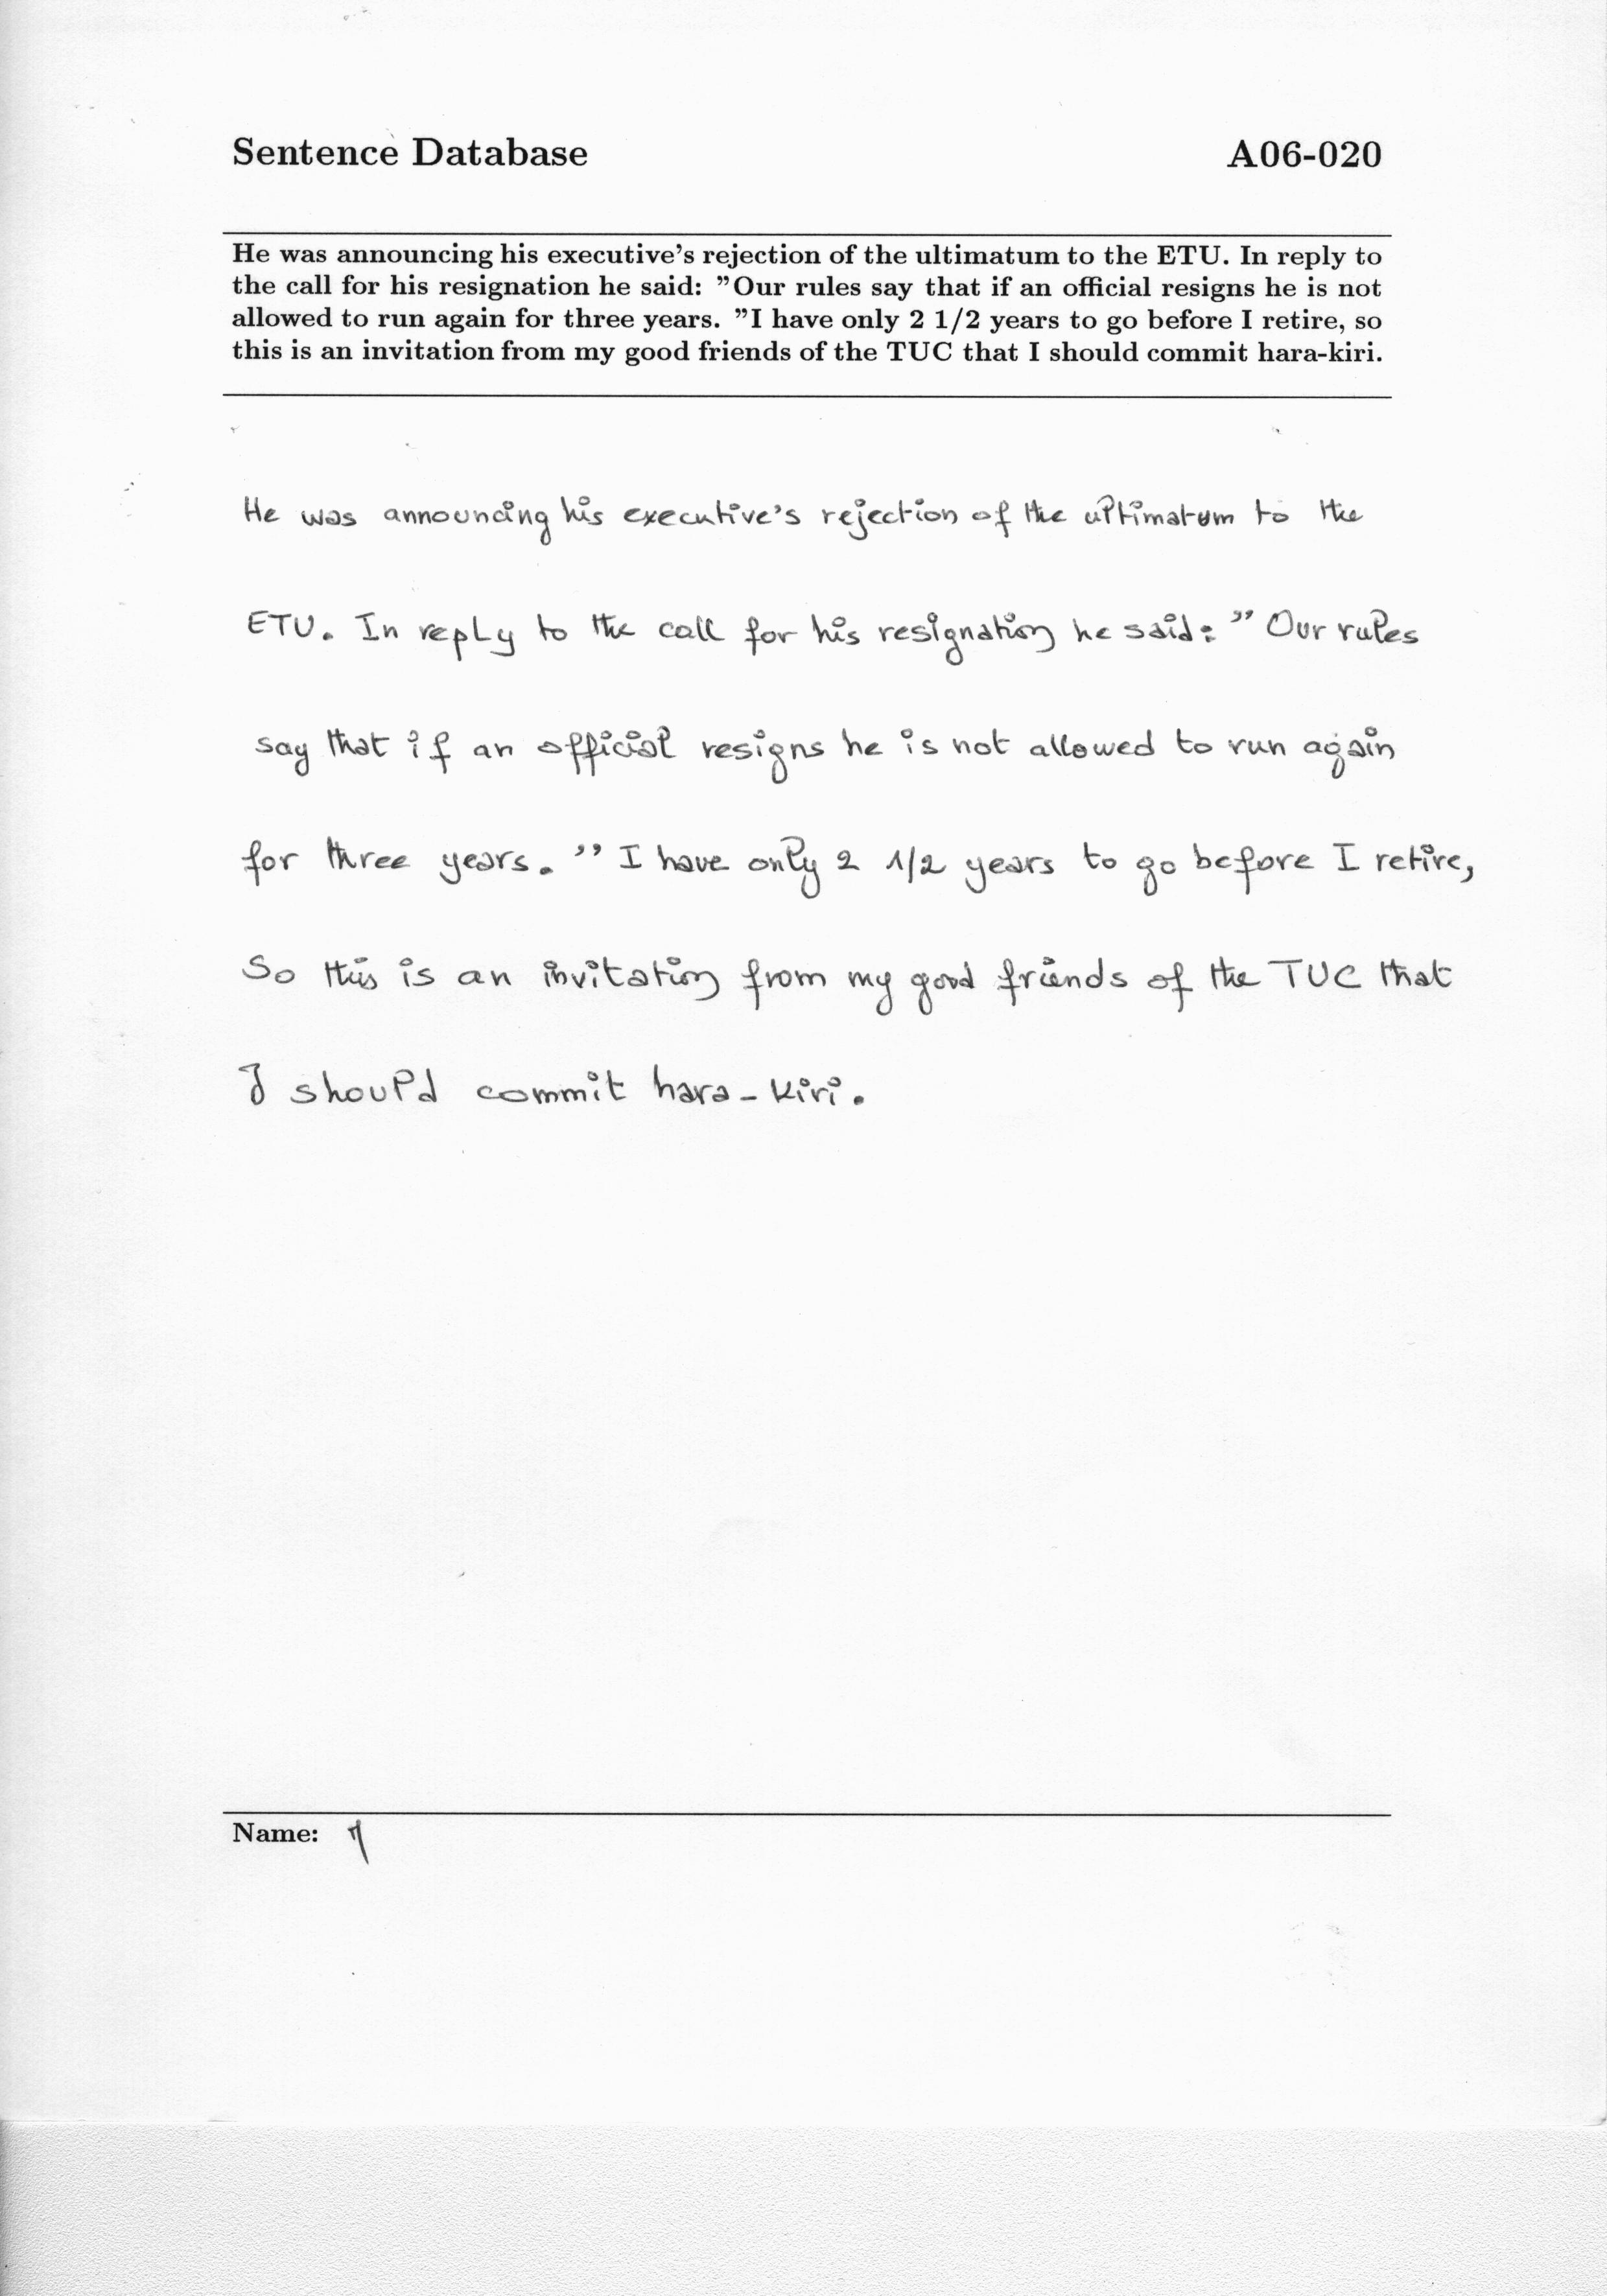 Sentence Database A06-020
He was announcing his executive's rejection of the ultimatum to the ETU. In reply to
the call for his resignation he said: ”Our rules say that if an official resigns he is not
allowed to run again for three years. ”I have only 2 1/2 years to go before I retire, so
this is an invitation from my good friends of the TUC that I should commit hara-kiri.
He was announcing his executive's rejection of the ultimatum to the
ETU. In reply to the call for his resignation he said: ” Our rules
say that if an official resigns he is not allowed to run again
for three years. ” I have only 2 1/2 years to go before I retire,
So this is an invitation from my good friends of the TUC that
I should commit hara-kiri.
Name: